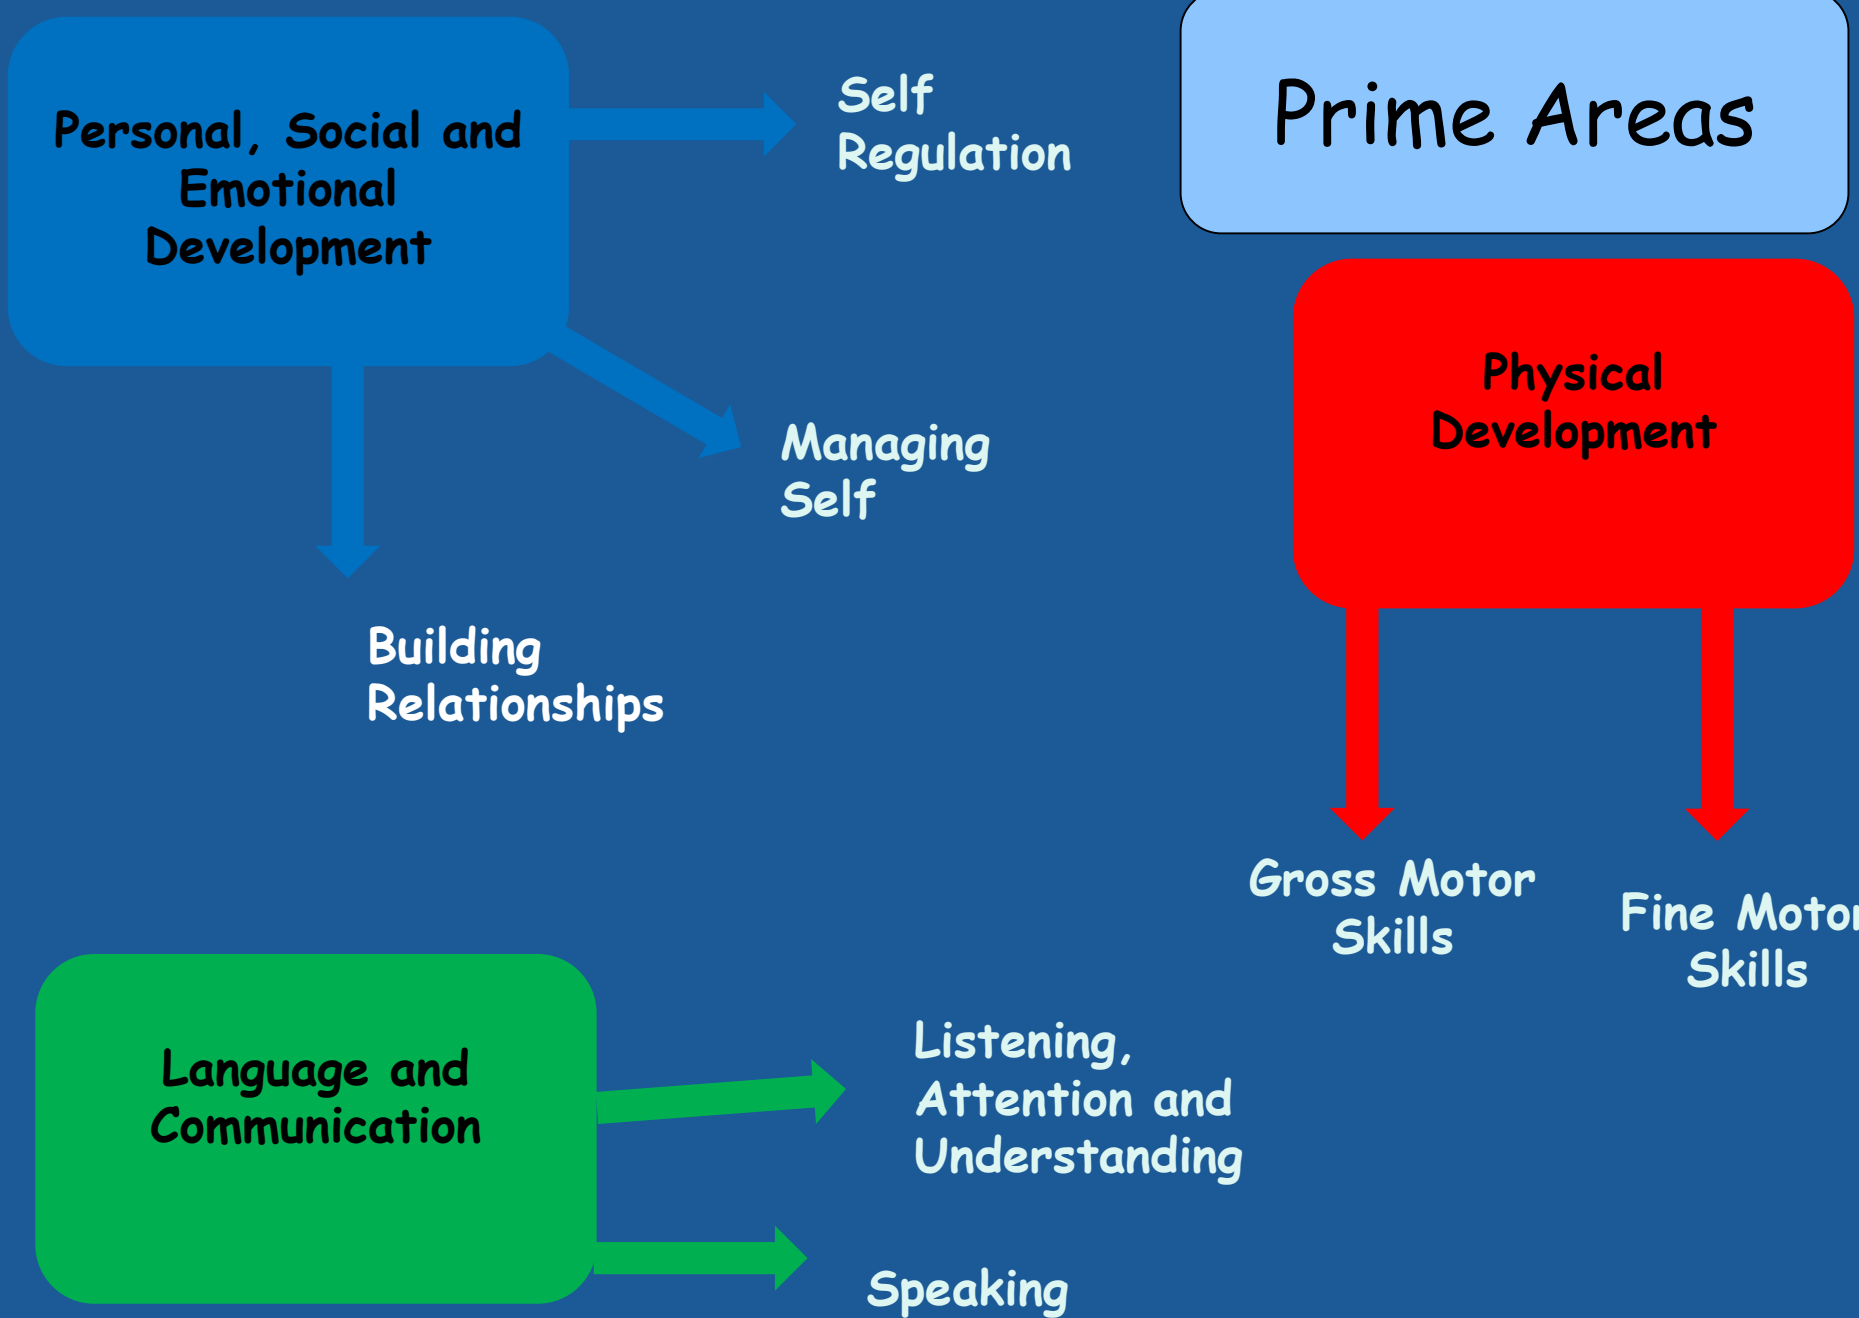 Prime Areas
Personal, Social and
Emotional
Development
Self
Regulation
Managing
Self
Building
Relationships
Physical
Development
Gross Motor
Skills
Fine Motor
Skills
Language and
Communication
Listening,
Attention and
Understanding
Speaking